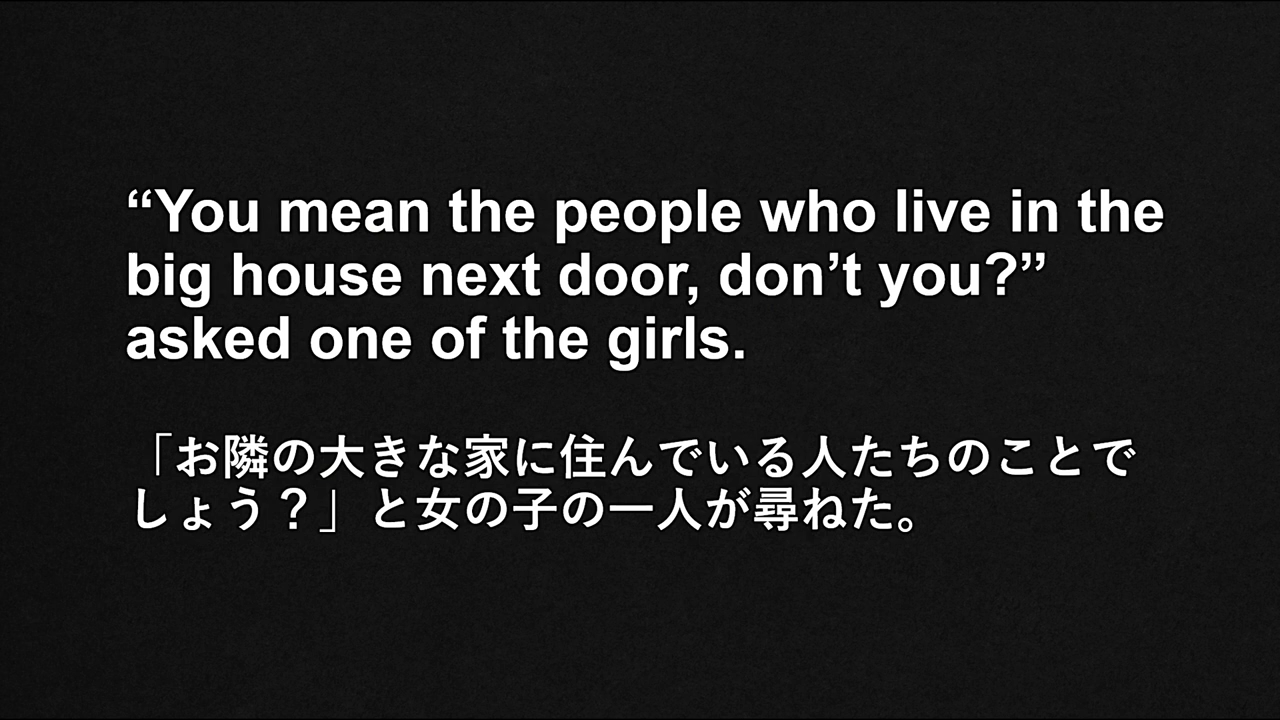 “You mean the people who live in the
big house next door, don’t you?”
asked one of the girls.
「お隣の大きな家に住んでいる人たちのことで
しょう？」と女の子の一人が尋ねた。